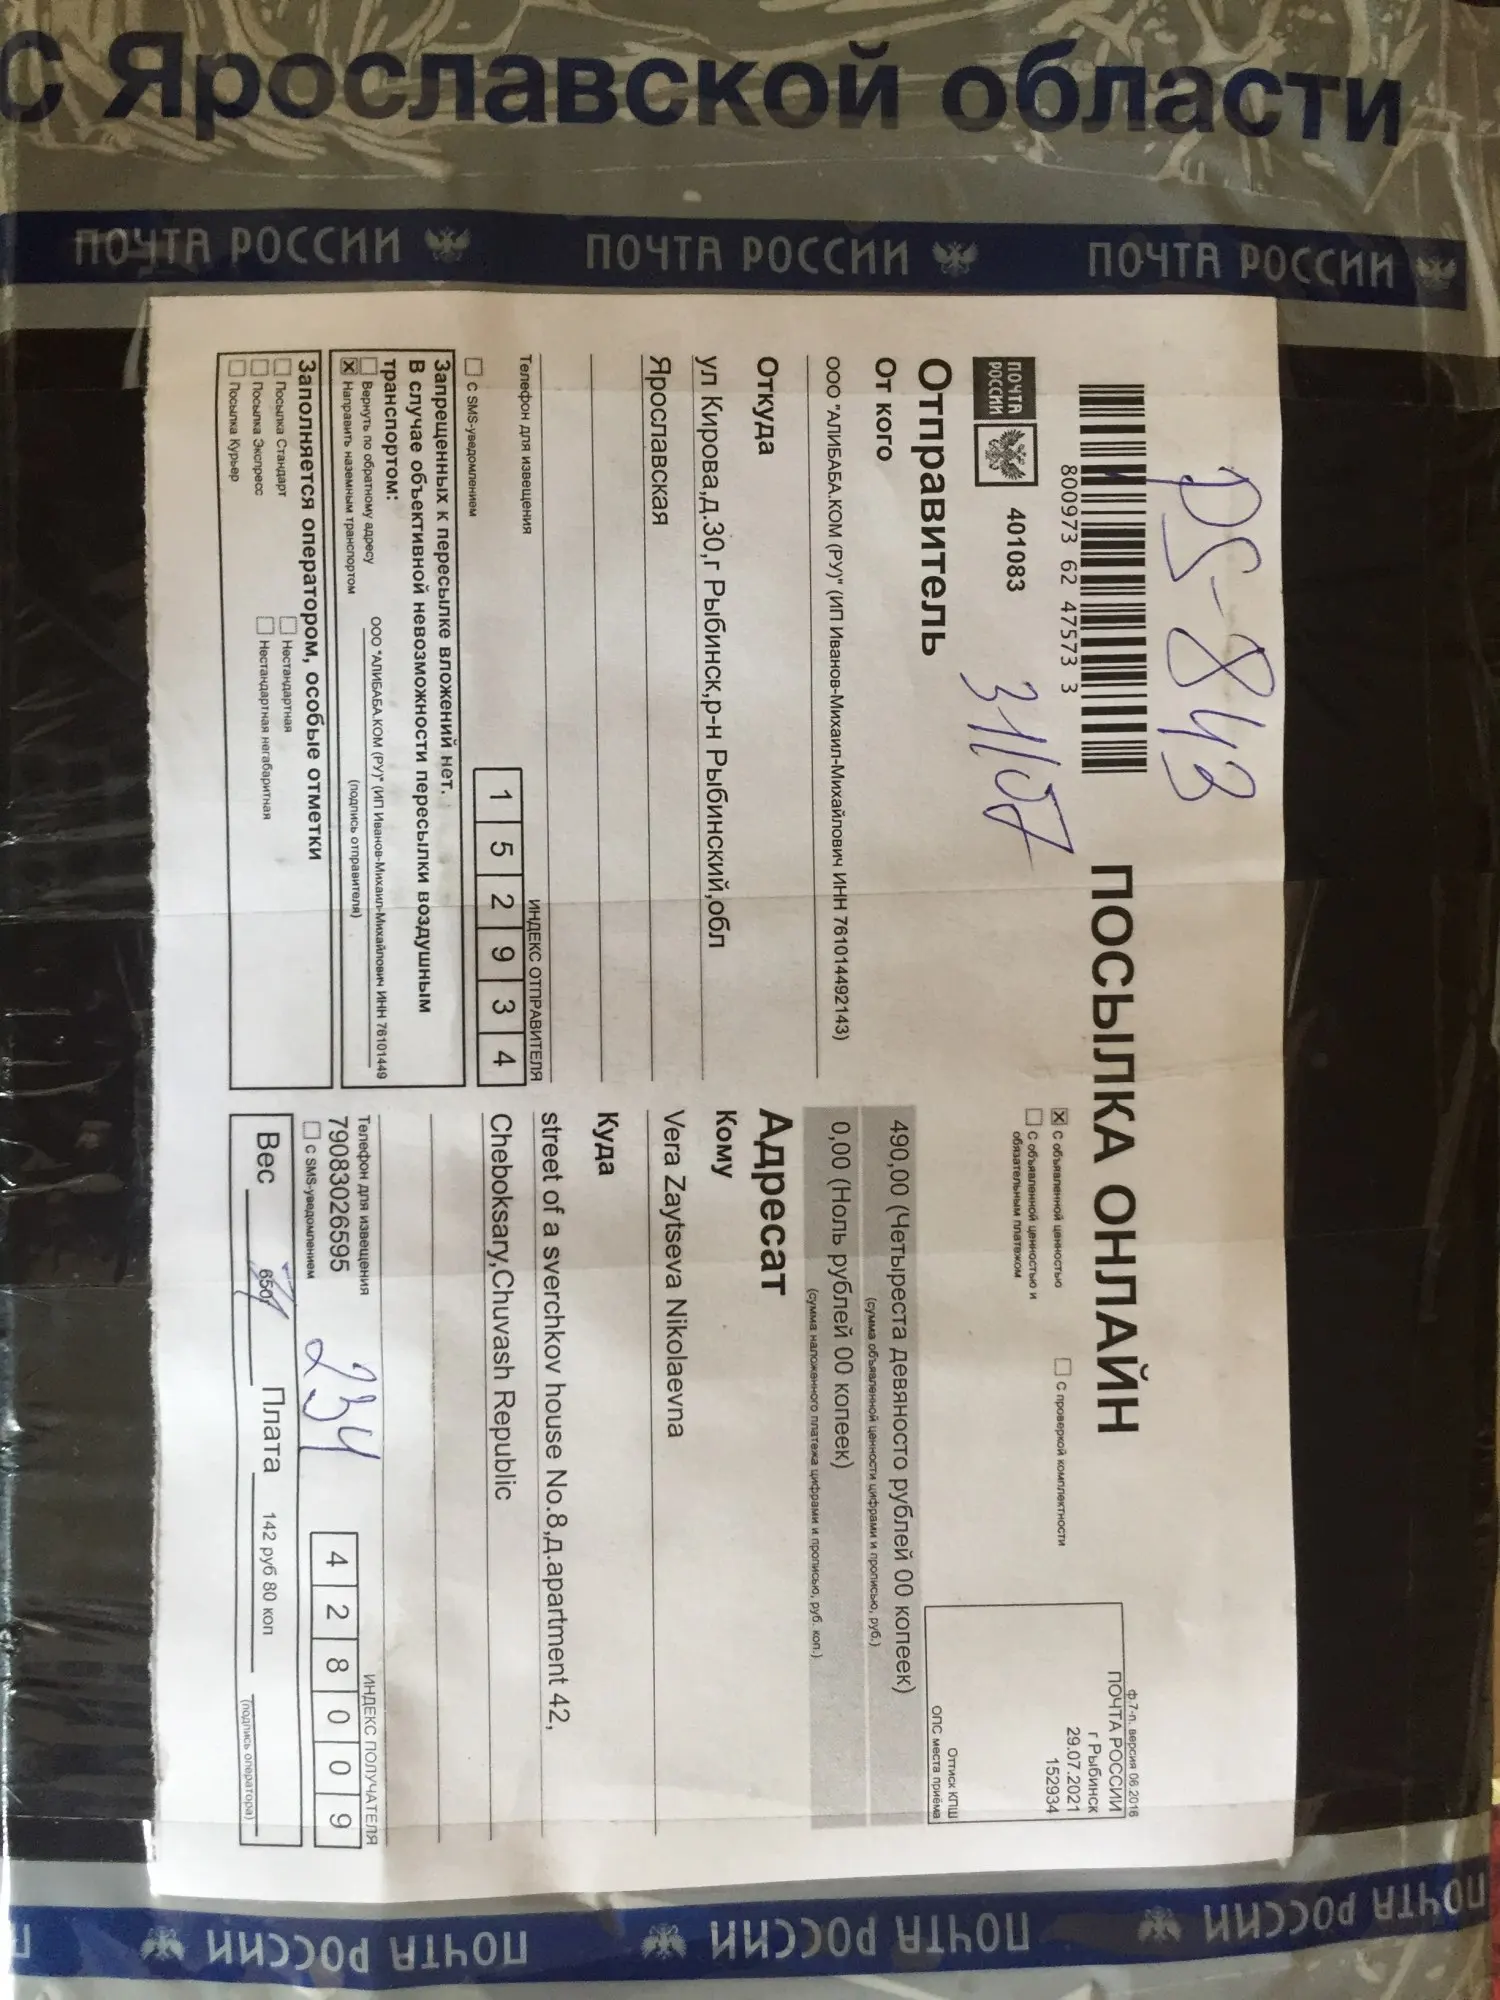 С Ярославской области
ПОЧТА РОССИИ ПОЧТА РОССИИ ПОЧТА РОССИИ
DS-843
800973 62 47573 3
ПОСЫЛКА ОНЛАЙН
ф.7-п. версия 06.2016
ПОЧТА РОССИИ
г Рыбинск
29.07.2021
152934
Оттиск КПШ
ОПС места приёма
ПОЧТА
РОССИИ
401083
31/07
X С объявленной ценностью
С объявленной ценностью и
обязательным платежом
С проверкой комплектности
Отправитель
От кого
ООО "АЛИБАБА.КОМ (РУ)" (ИП Иванов-Михаил-Михайлович ИНН 761014492143)
Откуда
ул Кирова,д.30,г Рыбинск,р-н Рыбинский,обл
Ярославская
Телефон для извещения
ИНДЕКС ОТПРАВИТЕЛЯ
с SMS-уведомлением
1 5 2 9 3 4
Запрещенных к пересылке вложений нет.
В случае объективной невозможности пересылки воздушным
транспортом:
Вернуть по обратному адресу
X Направить наземным транспортом
ООО "АЛИБАБА.КОМ (РУ)" (ИП Иванов-Михаил-Михайлович ИНН 76101449
(подпись отправителя)
Заполняется оператором, особые отметки
Посылка Стандарт
Посылка Экспресс
Посылка Курьер
Нестандартная
Нестандартная негабаритная
490,00 (Четыреста девяносто рублей 00 копеек)
(сумма объявленной ценности цифрами и прописью, руб.)
0,00 (Ноль рублей 00 копеек)
(сумма наложенного платежа цифрами и прописью, руб. коп.)
Адресат
Кому
Vera Zaytseva Nikolaevna
Куда
street of a sverchkov house No.8,д.apartment 42,
Cheboksary,Chuvash Republic
Телефон для извещения
79083026595
с SMS-уведомлением
234
ИНДЕКС ПОЛУЧАТЕЛЯ
4 2 8 0 0 9
Вес 650г Плата 142 руб 80 коп
(подпись оператора)
ПОЧТА РОССИИ ПОЧТА РОССИИ ПОЧТА РОССИИ